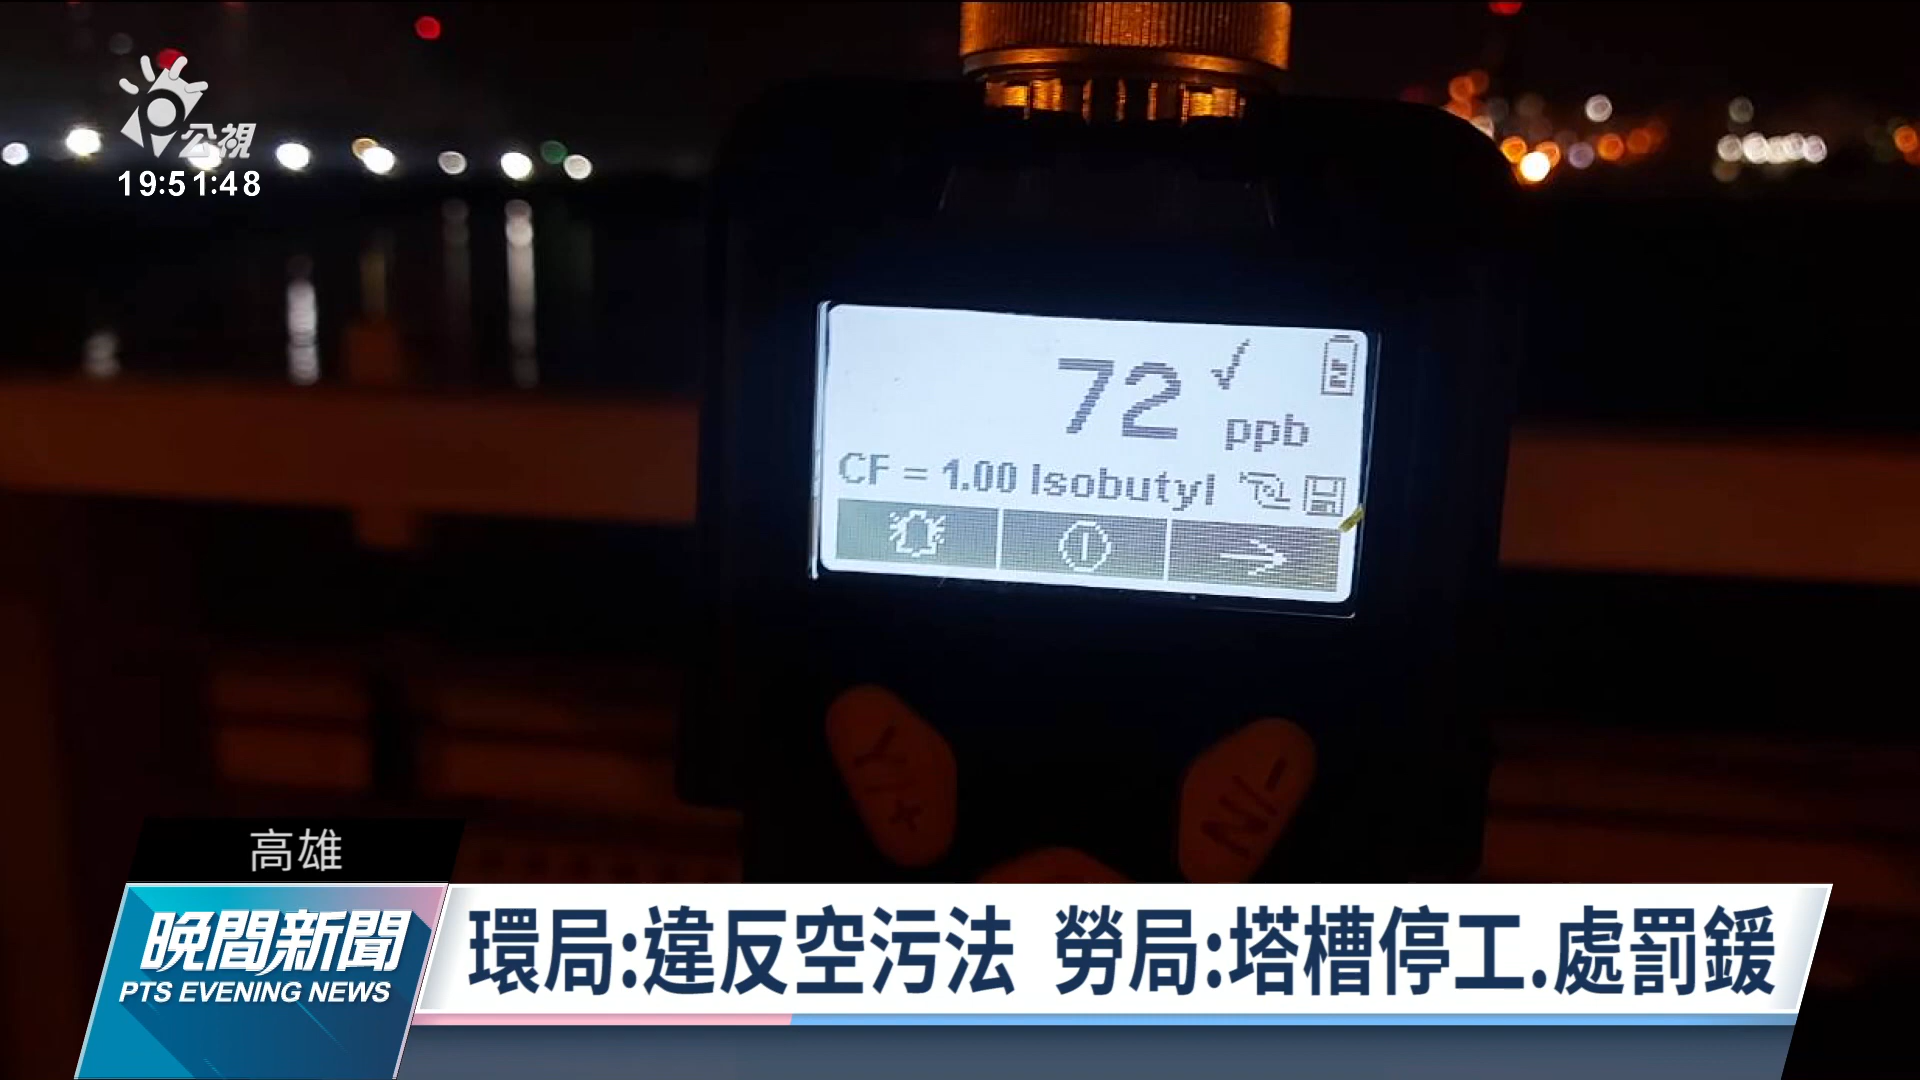 公視
19:51:48
72
ppb
CF = 1.00 Isobutyl
Y/+
N/-
高雄
晚間新聞
PTS EVENING NEWS
環局:違反空污法 勞局:塔槽停工.處罰鍰